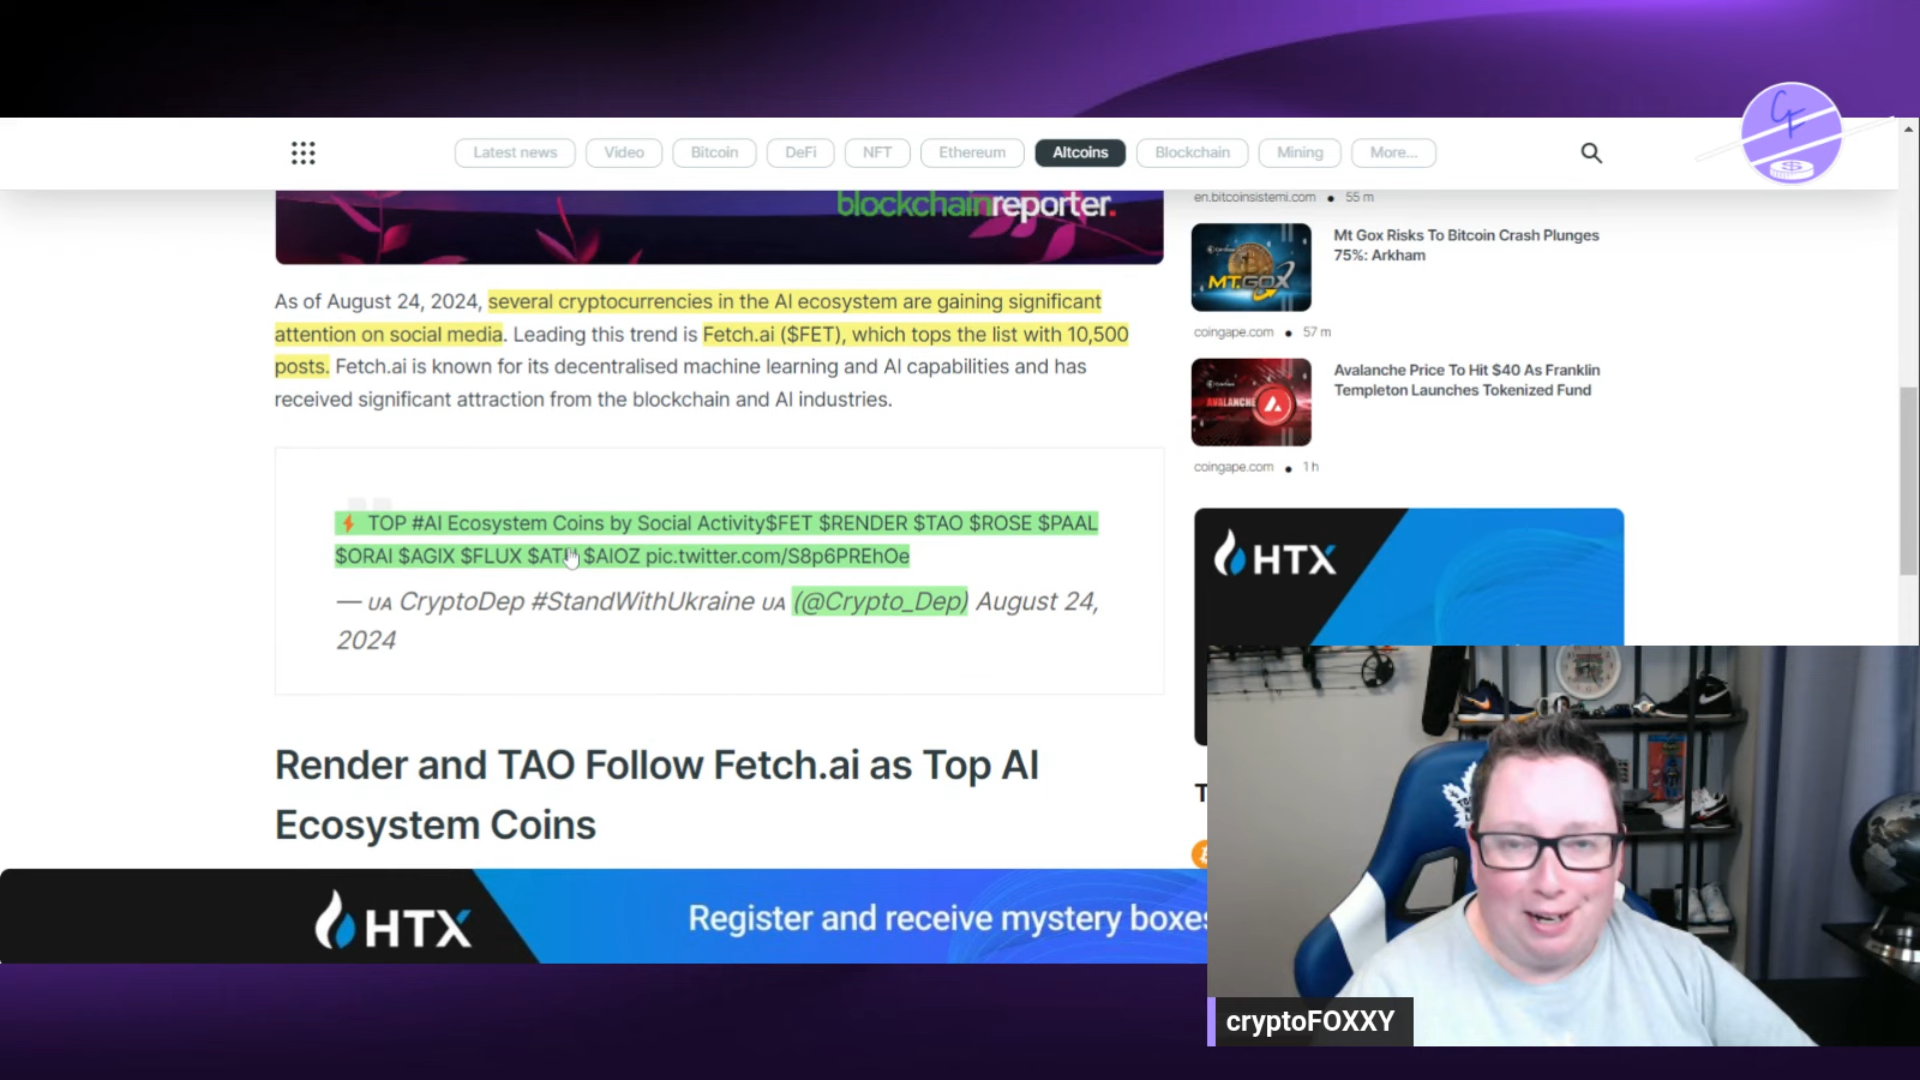 Latest news Video Bitcoin DeFi NFT Ethereum Altcoins Blockchain Mining More...
blockchainreporter.
As of August 24, 2024, several cryptocurrencies in the AI ecosystem are gaining significant
attention on social media. Leading this trend is Fetch.ai ($FET), which tops the list with 10,500
posts. Fetch.ai is known for its decentralised machine learning and AI capabilities and has
received significant attraction from the blockchain and AI industries.
⚡ TOP #AI Ecosystem Coins by Social Activity$FET $RENDER $TAO $ROSE $PAAL
$ORAI $AGIX $FLUX $AIOZ pic.twitter.com/S8p6PREhOe
— UA CryptoDep #StandWithUkraine UA (@Crypto_Dep) August 24,
2024
Render and TAO Follow Fetch.ai as Top AI
Ecosystem Coins
en.bitcoinsistemi.com • 55 m
MT.GOX
Mt Gox Risks To Bitcoin Crash Plunges
75%: Arkham
coingape.com • 57 m
AVALANCHE
Avalanche Price To Hit $40 As Franklin
Templeton Launches Tokenized Fund
coingape.com • 1 h
HTX
T
HTX
Register and receive mystery boxes
cryptoFOXXY